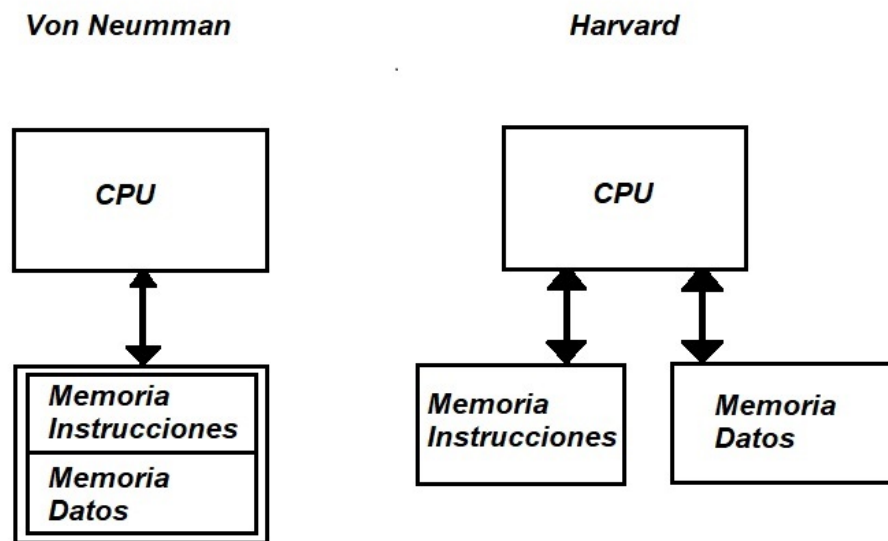 Von Neumman
CPU
Memoria
Instrucciones
Memoria
Datos
Harvard
CPU
Memoria
Instrucciones
Memoria
Datos